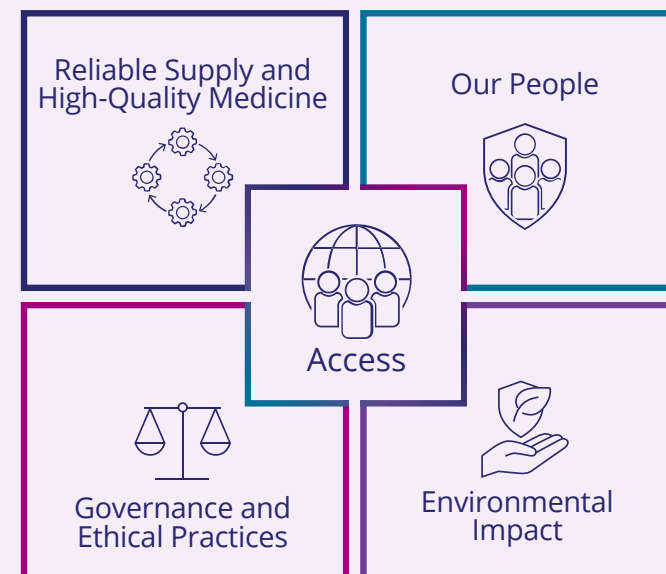 Reliable Supply and
High-Quality Medicine
Our People
Access
Governance and
Ethical Practices
Environmental
Impact